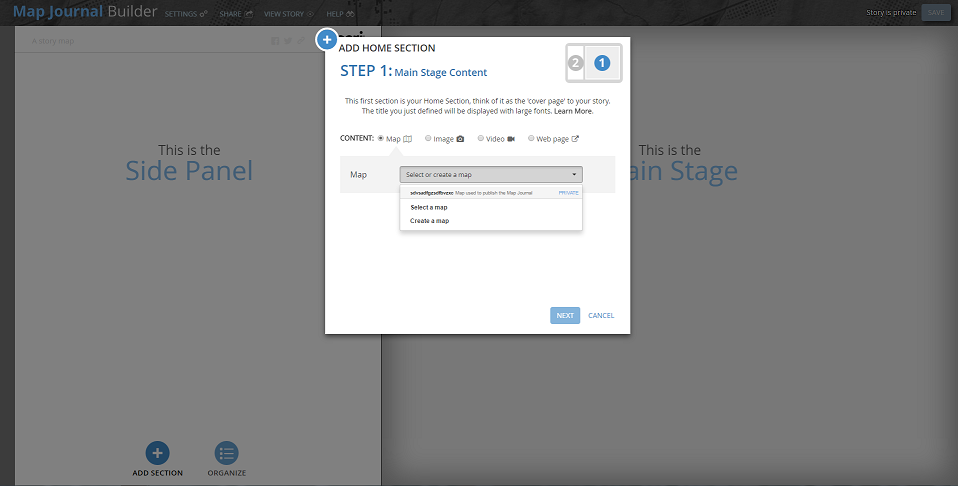 Map Journal Builder SETTINGS SHARE VIEW STORY HELP Story is private SAVE
A story map
ADD HOME SECTION
STEP 1: Main Stage Content
2 1
This first section is your Home Section, think of it as the 'cover page' to your story.
The title you just defined will be displayed with large fonts. Learn More.
CONTENT: Map Image Video Web page
This is the
Side Panel
This is the
ain Stage
Map Select or create a map
sdvsadfgzsdfbvzxc Map used to publish the Map Journal PRIVATE
Select a map
Create a map
NEXT CANCEL
ADD SECTION ORGANIZE